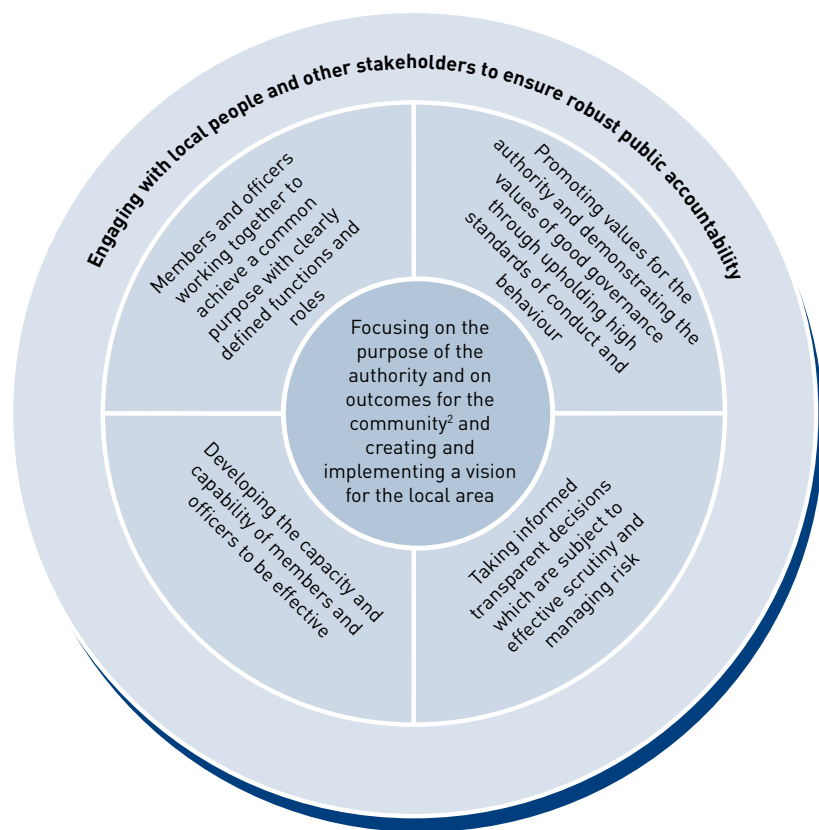 Engaging with local people and other stakeholders to ensure robust public accountability
Members and officers
working together to
achieve a common
purpose with clearly
defined functions and
roles
Promoting values for the
authority and demonstrating the
values of good governance
through upholding high
standards of conduct and
behaviour
Focusing on the
purpose of the
authority and on
outcomes for the
community² and
creating and
implementing a vision
for the local area
Developing the capacity and
capability of members and
officers to be effective
Taking informed
transparent decisions
which are subject to
effective scrutiny and
managing risk